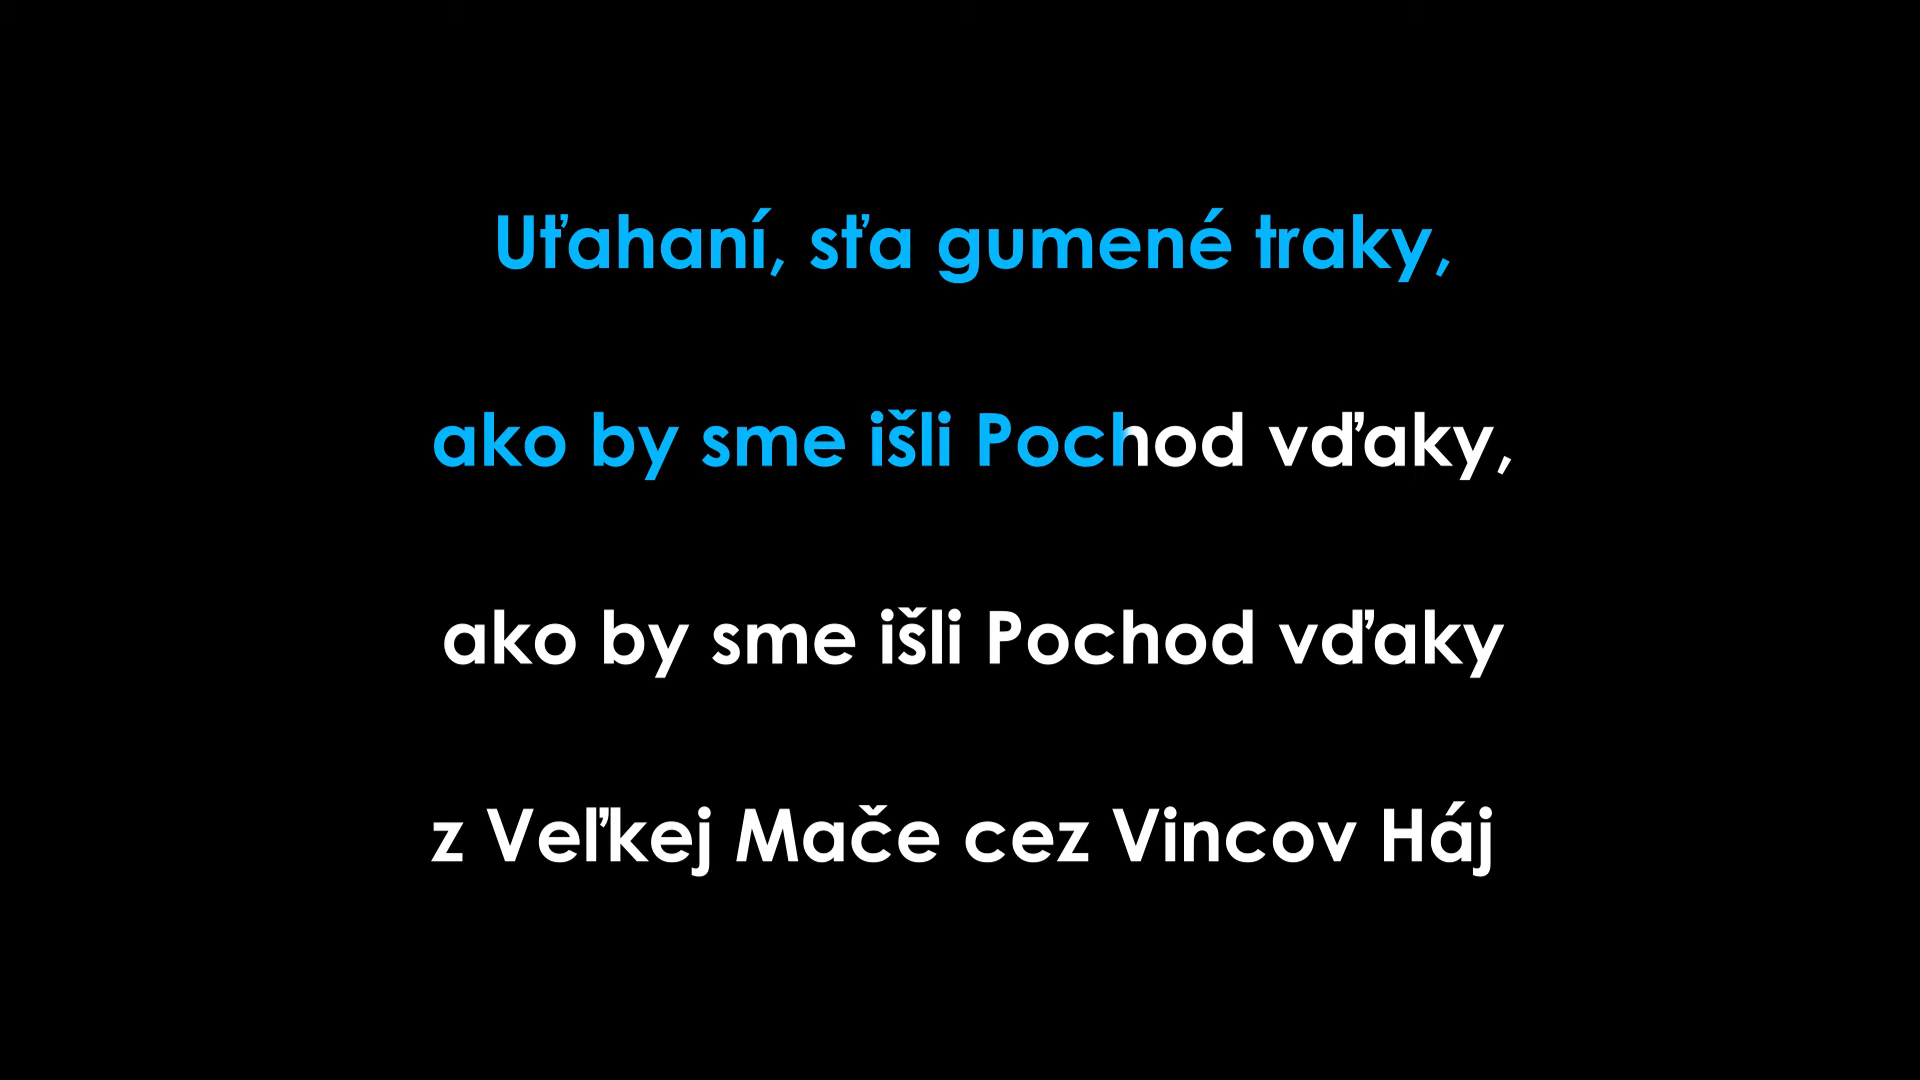 Uťahaní, sťa gumené traky,
ako by sme išli Pochod vďaky,
ako by sme išli Pochod vďaky
z Veľkej Mače cez Vincov Háj